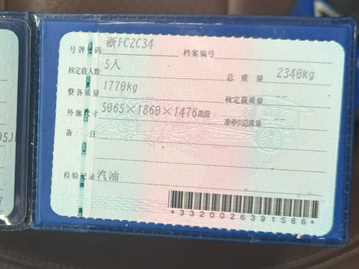 号牌号码 浙FC2C34 档案编号
核定载人数 5人 总质量 2340kg
整备质量 1770kg 核定载质量
外廓尺寸 5065×1860×1476mm 准牵引总质量
备注
检验记录 汽油
*3320026391586*